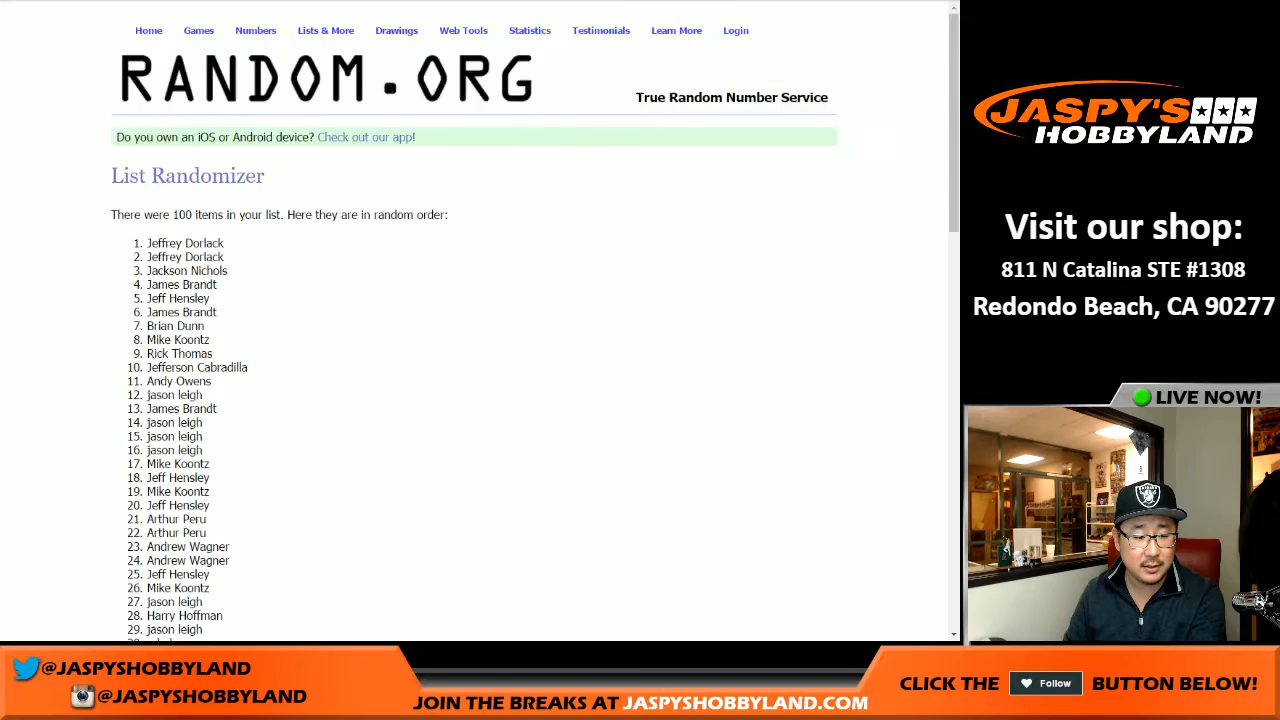 Home Games Numbers Lists & More Drawings Web Tools Statistics Testimonials Learn More Login
RANDOM.ORG
True Random Number Service
Do you own an iOS or Android device? Check out our app!
List Randomizer
There were 100 items in your list. Here they are in random order:
1. Jeffrey Dorlack
2. Jeffrey Dorlack
3. Jackson Nichols
4. James Brandt
5. Jeff Hensley
6. James Brandt
7. Brian Dunn
8. Mike Koontz
9. Rick Thomas
10. Jefferson Cabradilla
11. Andy Owens
12. jason leigh
13. James Brandt
14. jason leigh
15. jason leigh
16. jason leigh
17. Mike Koontz
18. Jeff Hensley
19. Mike Koontz
20. Jeff Hensley
21. Arthur Peru
22. Arthur Peru
23. Andrew Wagner
24. Andrew Wagner
25. Jeff Hensley
26. Mike Koontz
27. jason leigh
28. Harry Hoffman
29. jason leigh
JASPY'S
HOBBYLAND
Visit our shop:
811 N Catalina STE #1308
Redondo Beach, CA 90277
LIVE NOW!
@JASPYSHOBBYLAND
@JASPYSHOBBYLAND
JOIN THE BREAKS AT JASPYSHOBBYLAND.COM
CLICK THE Follow BUTTON BELOW!